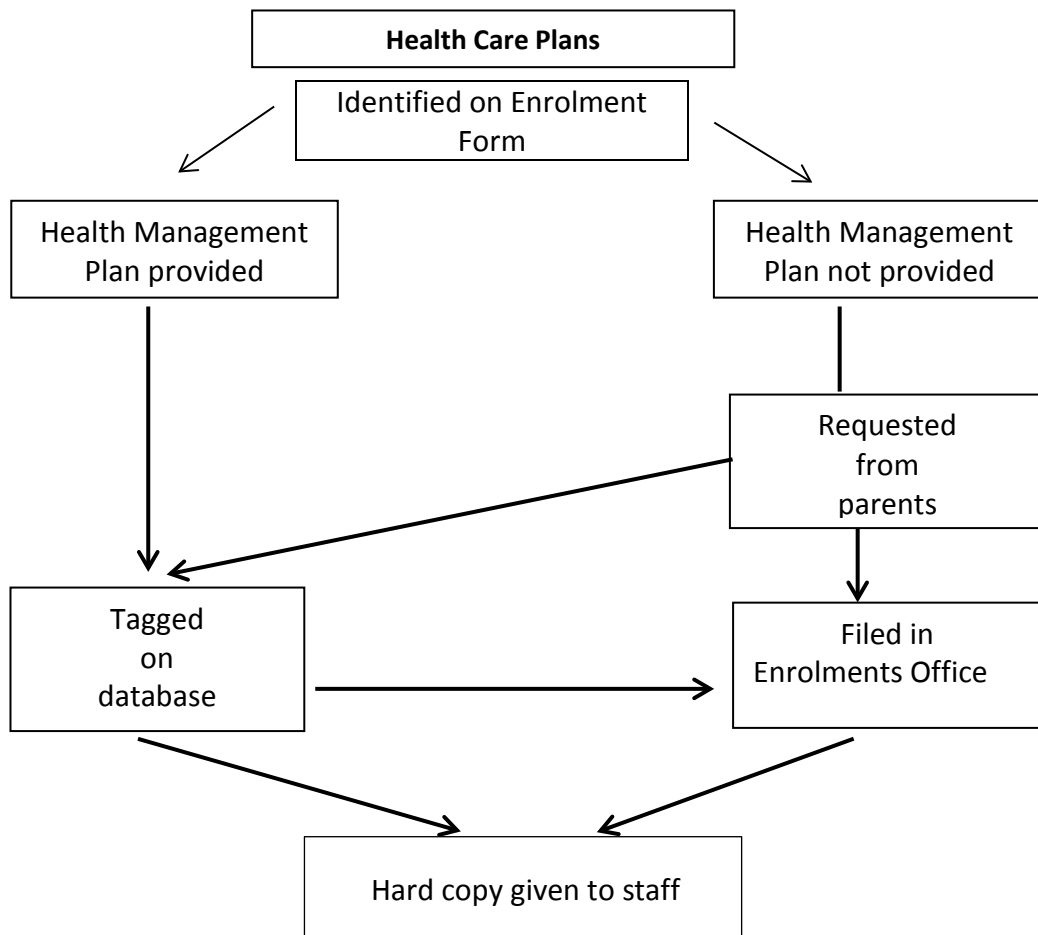 Health Care Plans
Identified on Enrolment
Form
Health Management
Plan provided
Health Management
Plan not provided
Requested
from
parents
Tagged
on
database
Filed in
Enrolments Office
Hard copy given to staff